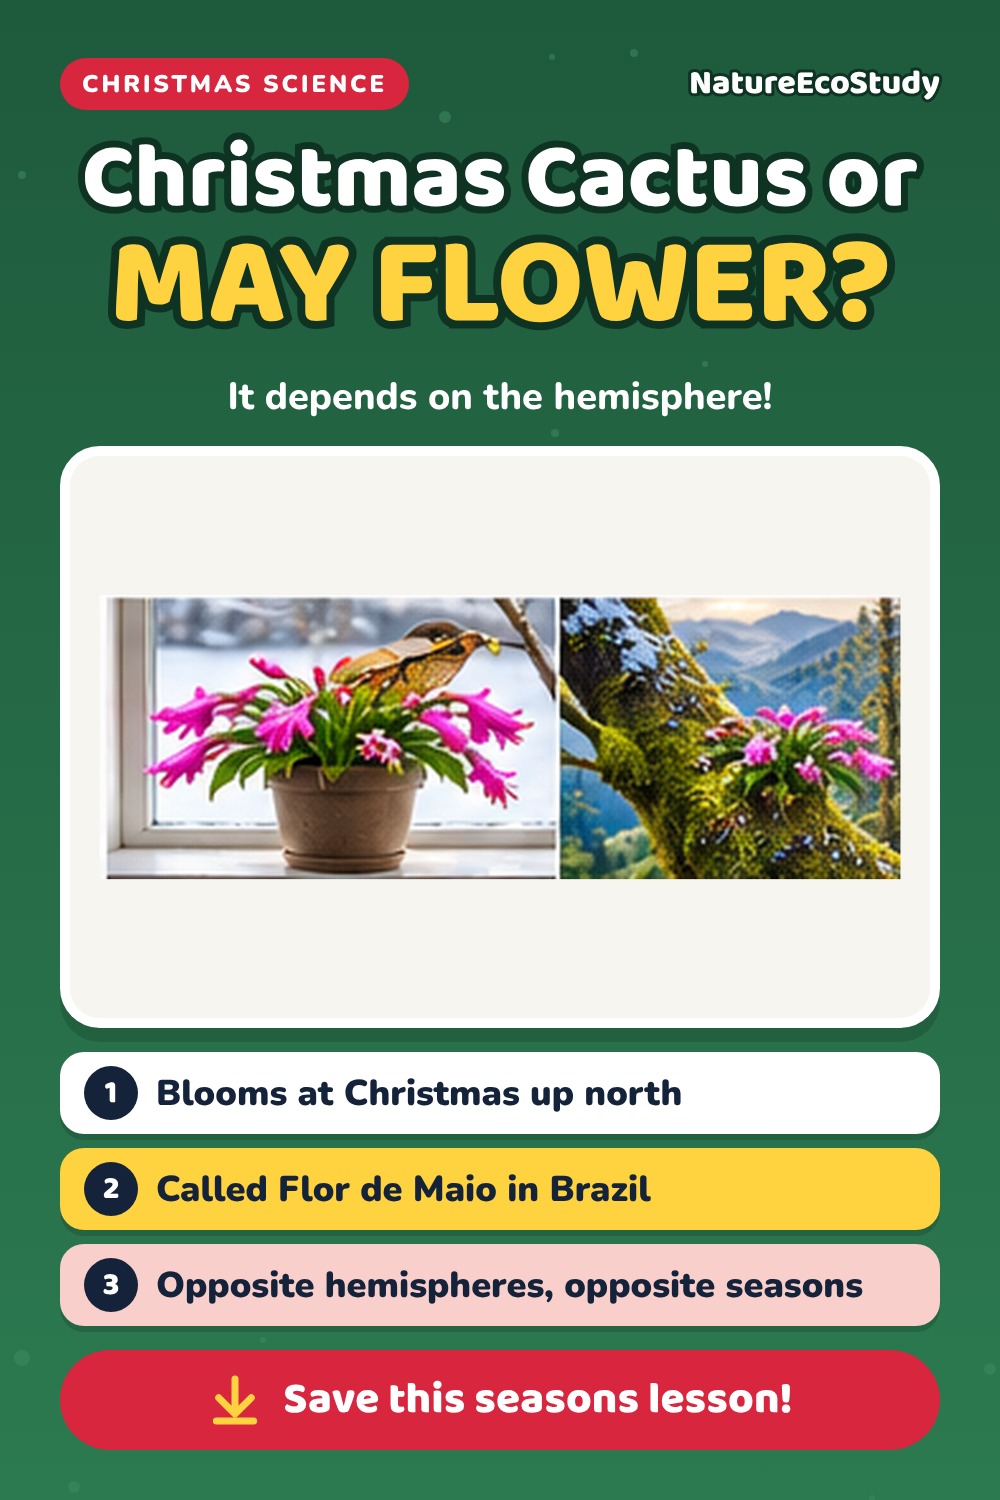 CHRISTMAS SCIENCE
NatureEcoStudy
Christmas Cactus or
MAY FLOWER?
It depends on the hemisphere!
1 Blooms at Christmas up north
2 Called Flor de Maio in Brazil
3 Opposite hemispheres, opposite seasons
Save this seasons lesson!